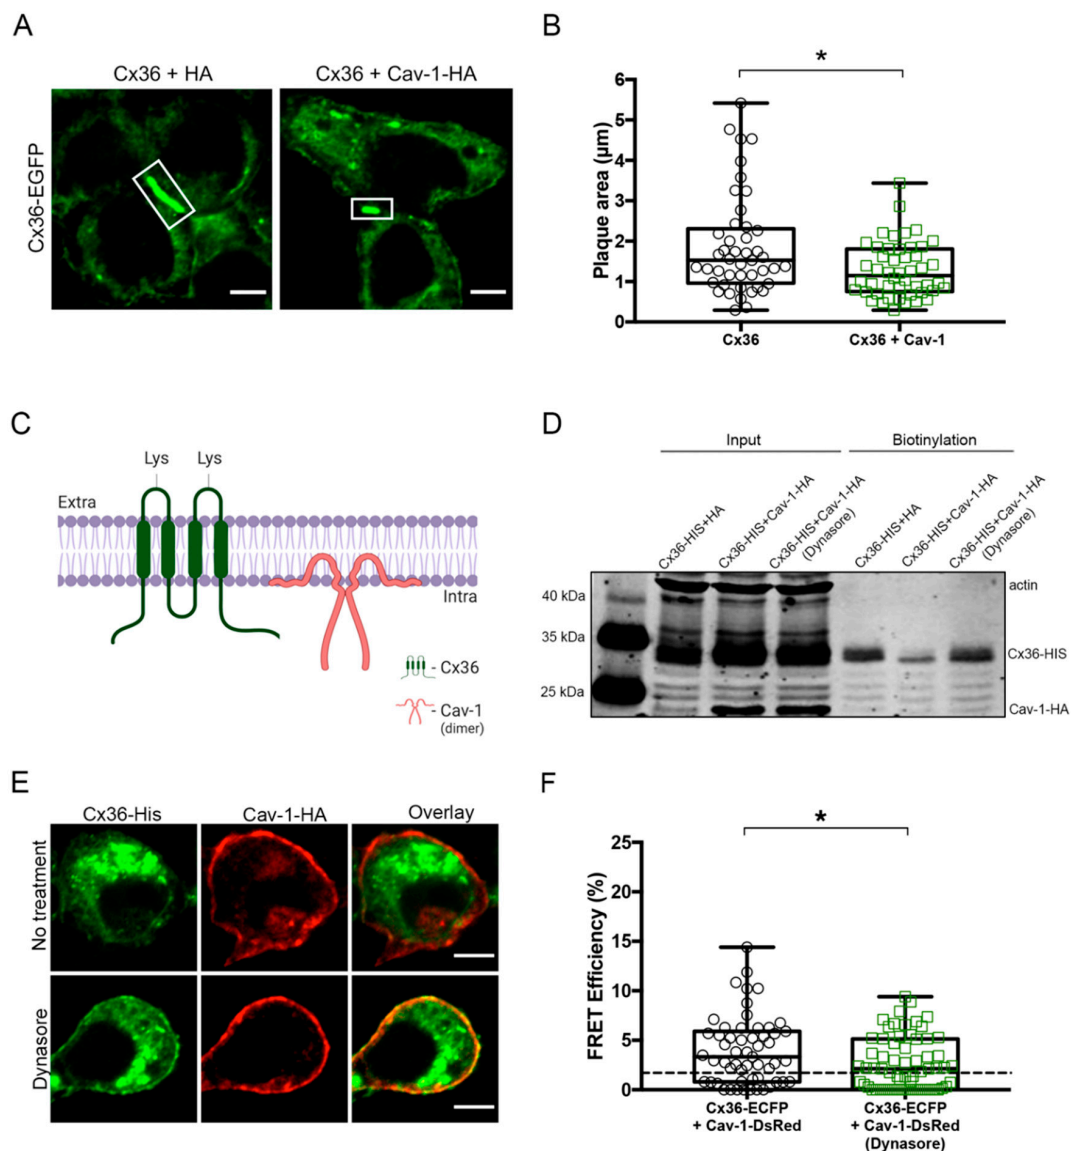 A
Cx36 + HA
Cx36 + Cav-1-HA
Cx36-EGFP
B
*
Plaque area (µm)
6
5
4
3
2
1
0
Cx36
Cx36 + Cav-1
C
Lys
Lys
Extra
Intra
- Cx36
- Cav-1
(dimer)
D
Input
Biotinylation
Cx36-HIS+HA
Cx36-HIS+Cav-1-HA
Cx36-HIS+Cav-1-HA
(Dynasore)
Cx36-HIS+HA
Cx36-HIS+Cav-1-HA
Cx36-HIS+Cav-1-HA
(Dynasore)
40 kDa
35 kDa
25 kDa
actin
Cx36-HIS
Cav-1-HA
E
Cx36-His
Cav-1-HA
Overlay
No treatment
Dynasore
F
*
FRET Efficiency (%)
25
20
15
10
5
0
Cx36-ECFP
+ Cav-1-DsRed
Cx36-ECFP
+ Cav-1-DsRed
(Dynasore)